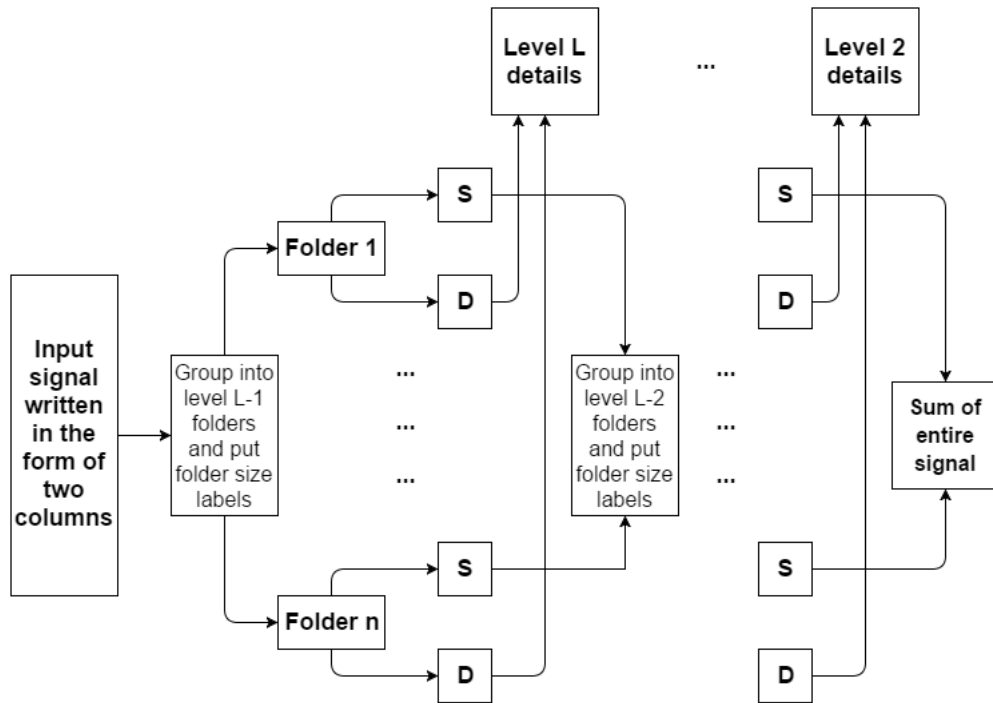 Level L
details
...
Level 2
details
S
S
Folder 1
D
D
Input
signal
written
in the
form of
two
columns
Group into
level L-1
folders
and put
folder size
labels
...
...
...
Group into
level L-2
folders
and put
folder size
labels
...
...
...
Sum of
entire
signal
S
S
Folder n
D
D